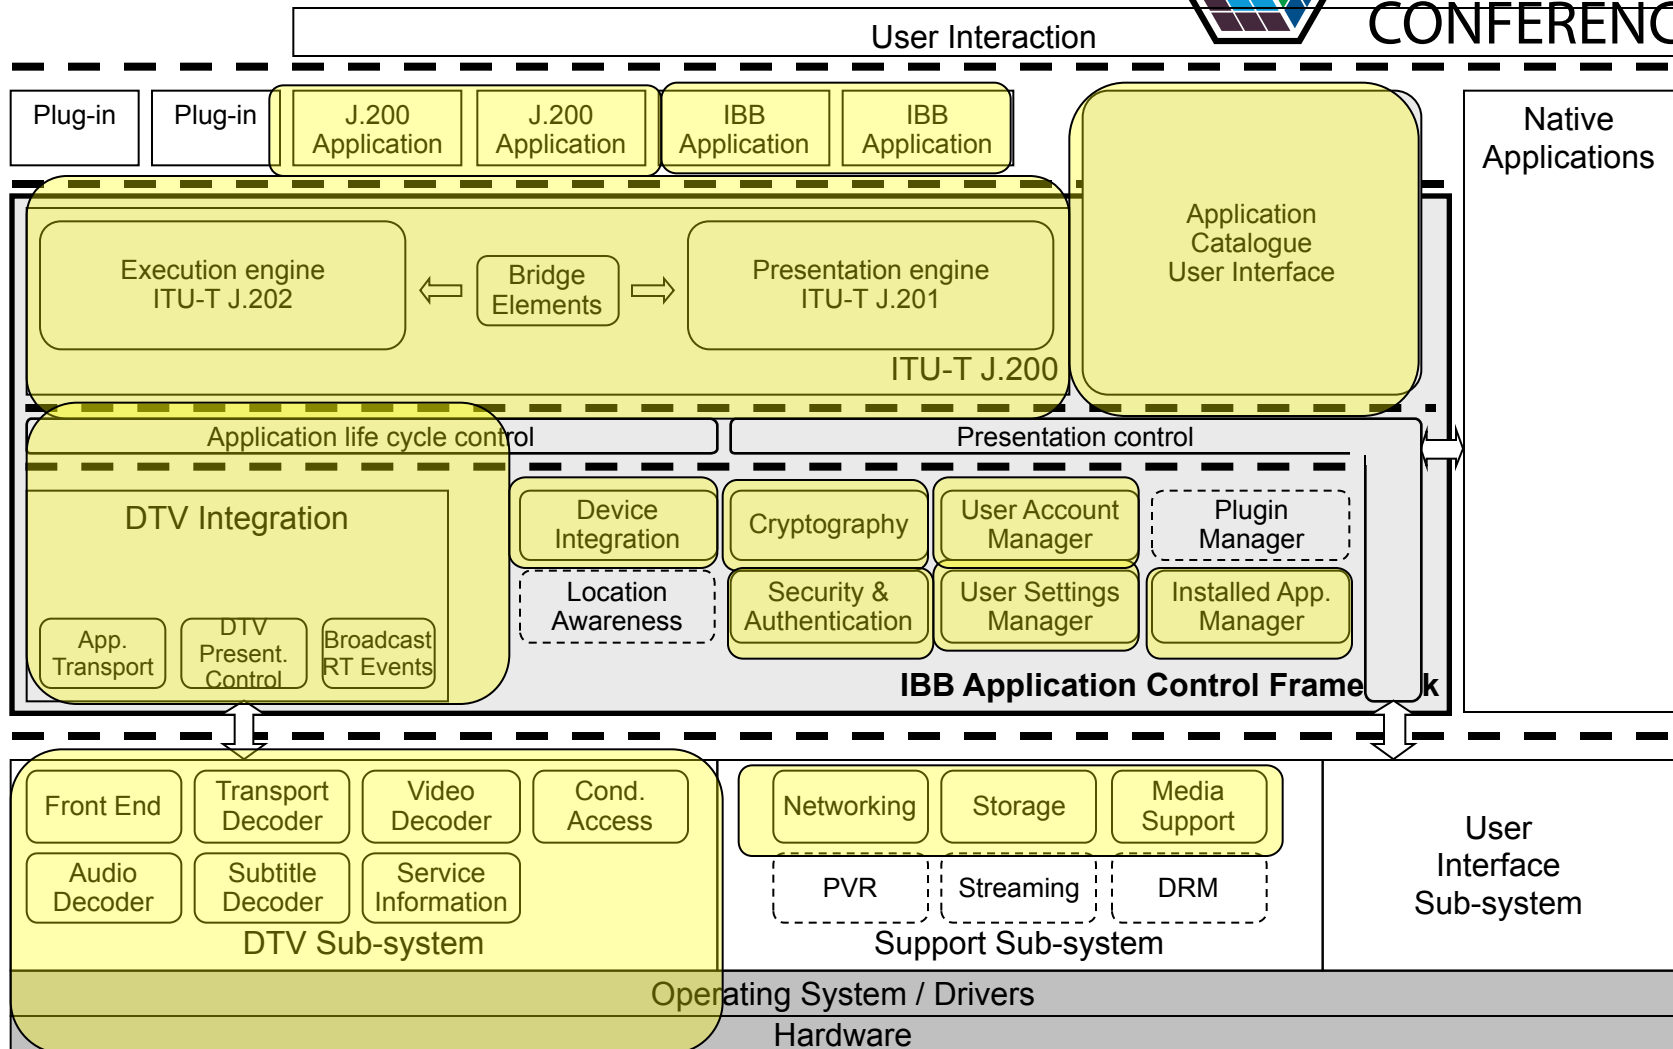 CONFERENC
User Interaction
Plug-in
Plug-in
J.200
Application
J.200
Application
IBB
Application
IBB
Application
Native
Applications
Application
Catalogue
User Interface
Execution engine
ITU-T J.202
Bridge
Elements
Presentation engine
ITU-T J.201
ITU-T J.200
Application life cycle control
Presentation control
DTV Integration
Device
Integration
Cryptography
User Account
Manager
Plugin
Manager
Location
Awareness
Security &
Authentication
User Settings
Manager
Installed App.
Manager
App.
Transport
DTV
Present.
Control
Broadcast
RT Events
IBB Application Control Frame k
Front End
Transport
Decoder
Video
Decoder
Cond.
Access
Networking
Storage
Media
Support
User
Interface
Sub-system
Audio
Decoder
Subtitle
Decoder
Service
Information
PVR
Streaming
DRM
DTV Sub-system
Support Sub-system
Operating System / Drivers
Hardware